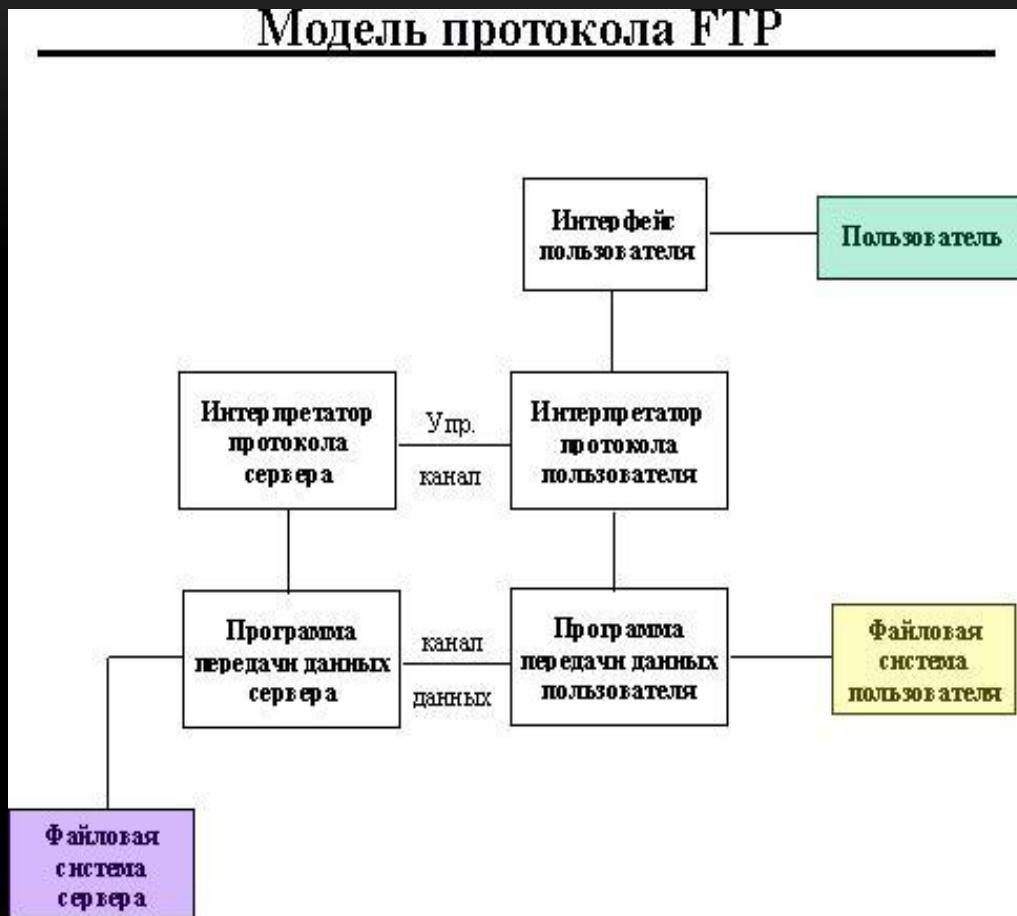 Модель протокола FTP
Интерфейс
пользователя
Пользователь
Интерпретатор
протокола
сервера
Упр.
канал
Интерпретатор
протокола
пользователя
Программа
передачи данных
сервера
канал
данных
Программа
передачи данных
пользователя
Файловая
система
пользователя
Файловая
система
сервера